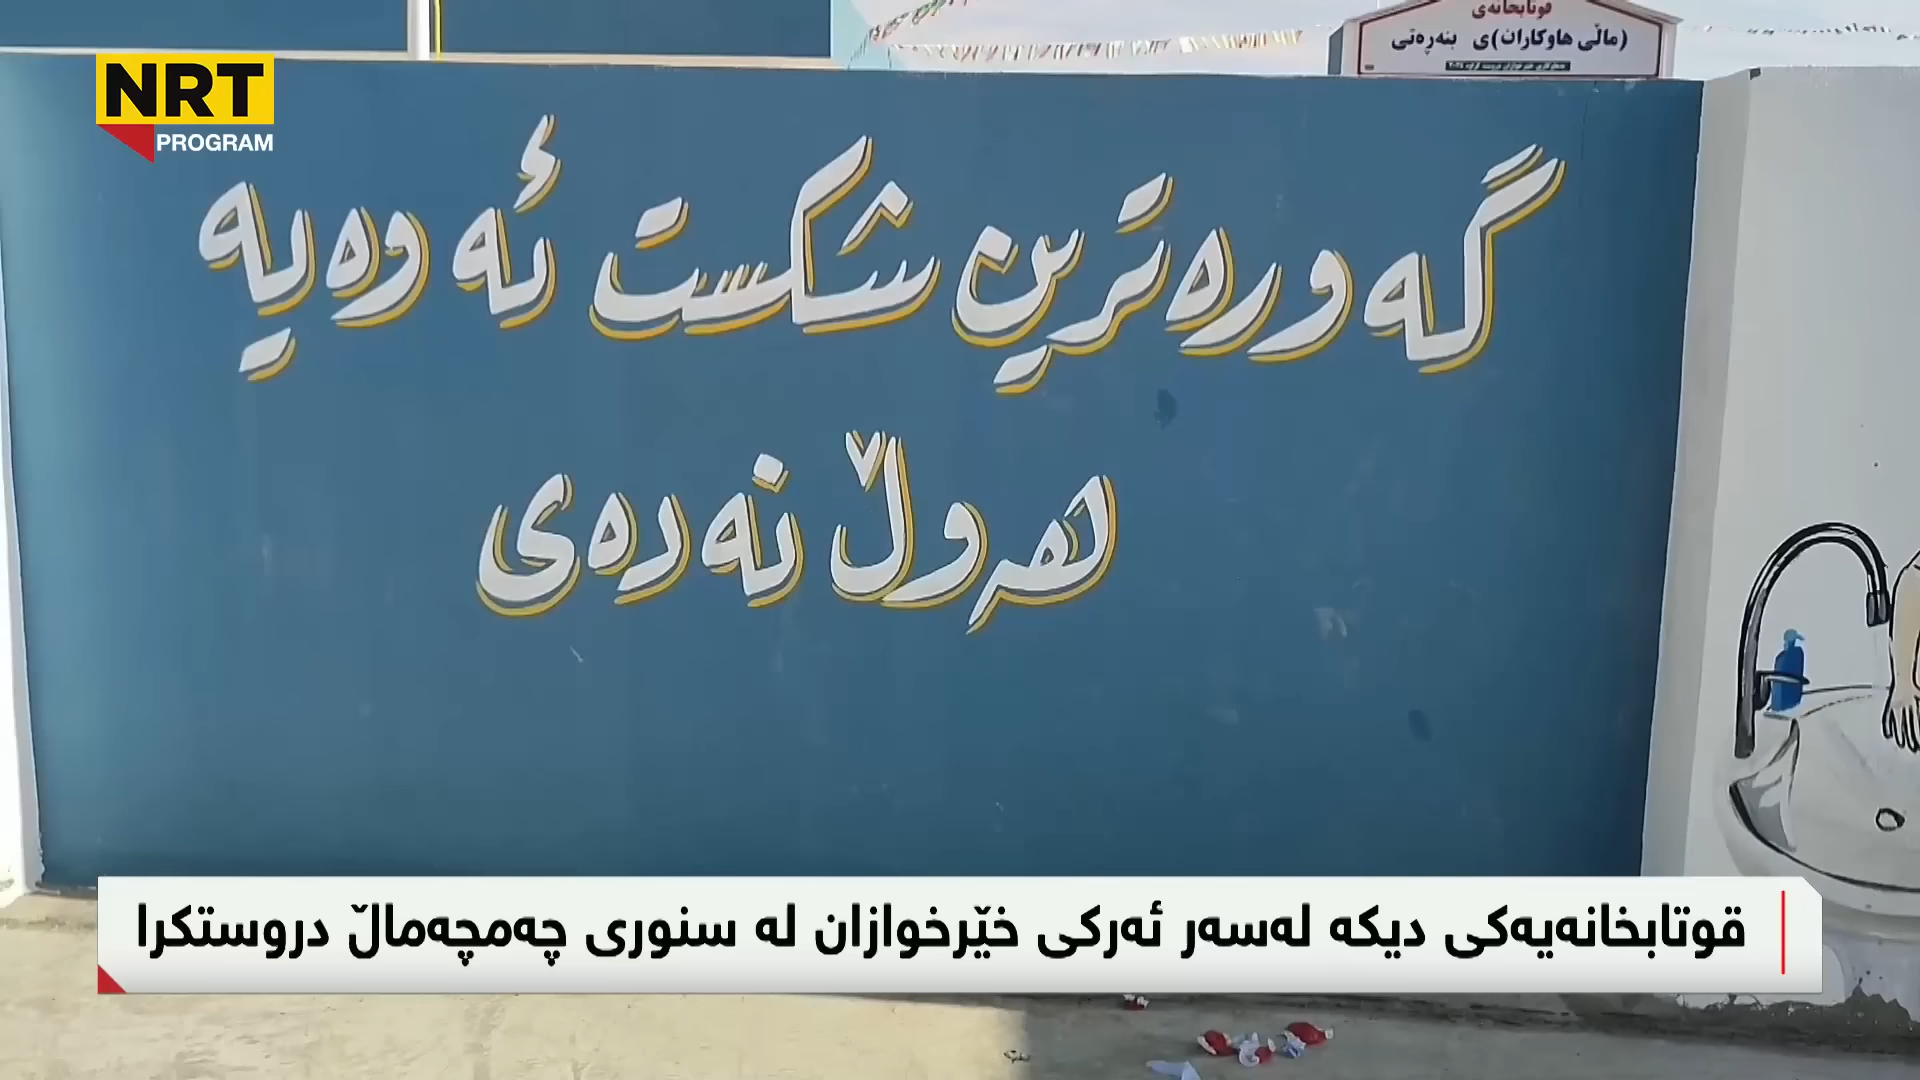 NRT
PROGRAM
قوتابخانەی
(ماڵی هاوکاران)ی بنەڕەتی
گەورەترین شکست ئەوەیە
هەوڵ نەدەی
قوتابخانەیەکی دیکە لەسەر ئەرکی خێرخوازان لە سنوری چەمچەماڵ دروستکرا